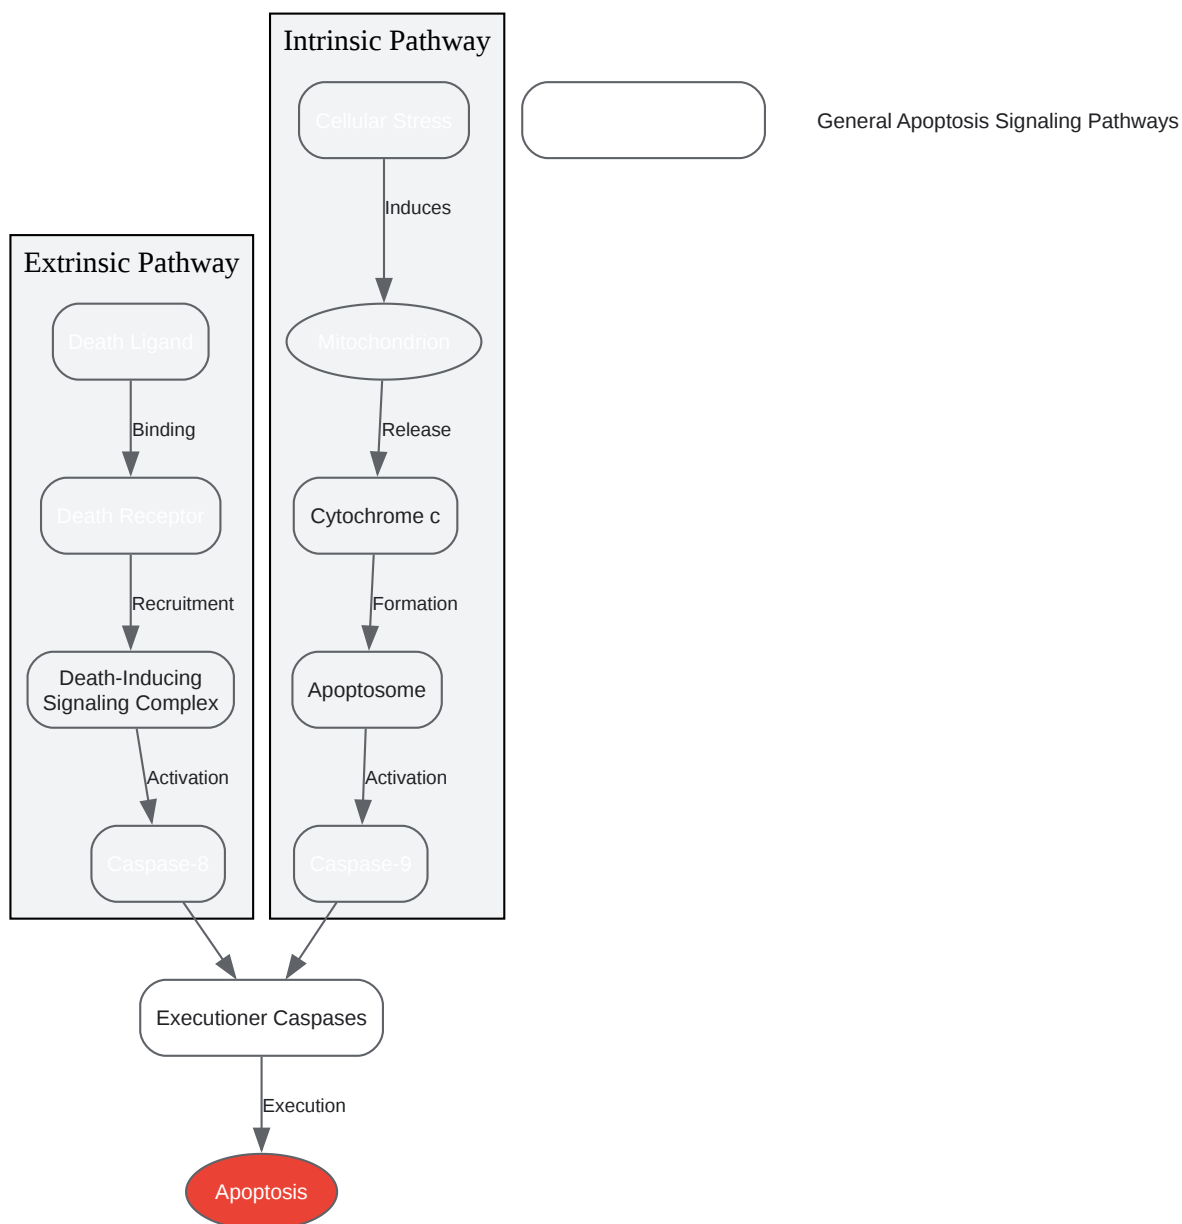 Intrinsic Pathway
Cellular Stress
General Apoptosis Signaling Pathways
Induces
Extrinsic Pathway
Death Ligand
Mitochondrion
Binding
Release
Death Receptor
Cytochrome c
Recruitment
Formation
Death-Inducing
Signaling Complex
Apoptosome
Activation
Activation
Caspase-8
Caspase-9
Executioner Caspases
Execution
Apoptosis